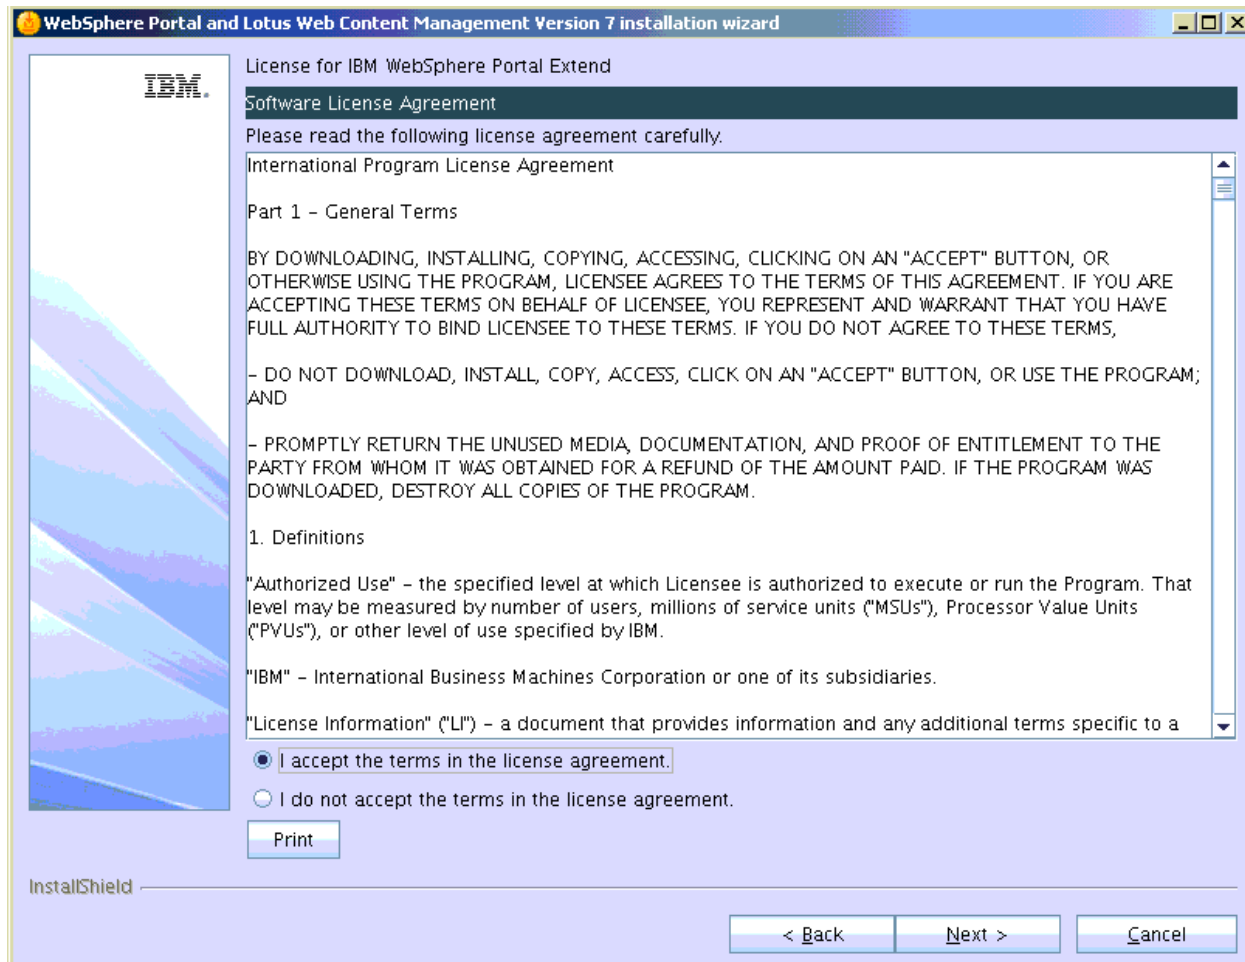 WebSphere Portal and Lotus Web Content Management Version 7 installation wizard
IBM.
License for IBM WebSphere Portal Extend
Software License Agreement
Please read the following license agreement carefully.
International Program License Agreement
Part 1 – General Terms
BY DOWNLOADING, INSTALLING, COPYING, ACCESSING, CLICKING ON AN "ACCEPT" BUTTON, OR
OTHERWISE USING THE PROGRAM, LICENSEE AGREES TO THE TERMS OF THIS AGREEMENT. IF YOU ARE
ACCEPTING THESE TERMS ON BEHALF OF LICENSEE, YOU REPRESENT AND WARRANT THAT YOU HAVE
FULL AUTHORITY TO BIND LICENSEE TO THESE TERMS. IF YOU DO NOT AGREE TO THESE TERMS,
– DO NOT DOWNLOAD, INSTALL, COPY, ACCESS, CLICK ON AN "ACCEPT" BUTTON, OR USE THE PROGRAM;
AND
– PROMPTLY RETURN THE UNUSED MEDIA, DOCUMENTATION, AND PROOF OF ENTITLEMENT TO THE
PARTY FROM WHOM IT WAS OBTAINED FOR A REFUND OF THE AMOUNT PAID. IF THE PROGRAM WAS
DOWNLOADED, DESTROY ALL COPIES OF THE PROGRAM.
1. Definitions
"Authorized Use" – the specified level at which Licensee is authorized to execute or run the Program. That
level may be measured by number of users, millions of service units ("MSUs"), Processor Value Units
("PVUs"), or other level of use specified by IBM.
"IBM" – International Business Machines Corporation or one of its subsidiaries.
"License Information" ("LI") – a document that provides information and any additional terms specific to a
I accept the terms in the license agreement.
I do not accept the terms in the license agreement.
Print
InstallShield
< Back
Next >
Cancel